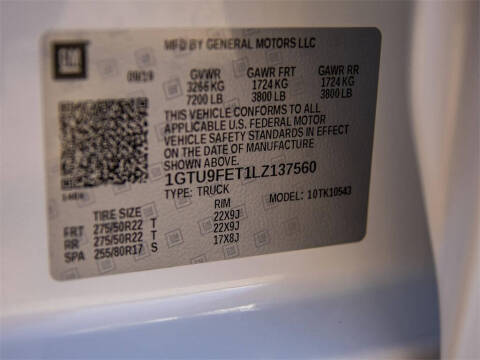 GM
MFD BY GENERAL MOTORS LLC
09/19 GVWR GAWR FRT GAWR RR
3266 KG 1724 KG 1724 KG
7200 LB 3800 LB 3800 LB
THIS VEHICLE CONFORMS TO ALL
APPLICABLE U.S. FEDERAL MOTOR
VEHICLE SAFETY STANDARDS IN EFFECT
ON THE DATE OF MANUFACTURE
SHOWN ABOVE.
1GTU9FET1LZ137560
TYPE: TRUCK MODEL: 10TK10543
TIRE SIZE RIM
FRT 275/50R22 T 22X9J
RR 275/50R22 T 22X9J
SPA 255/80R17 S 17X8J